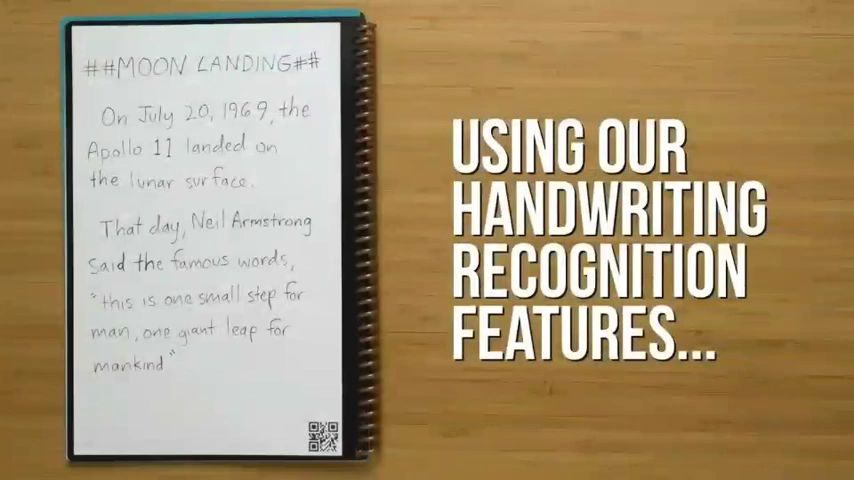 ##MOON LANDING##
On July 20, 1969, the
Apollo 11 landed on
the lunar surface.
That day, Neil Armstrong
said the famous words,
"this is one small step for
man, one giant leap for
mankind"
USING OUR
HANDWRITING
RECOGNITION
FEATURES...